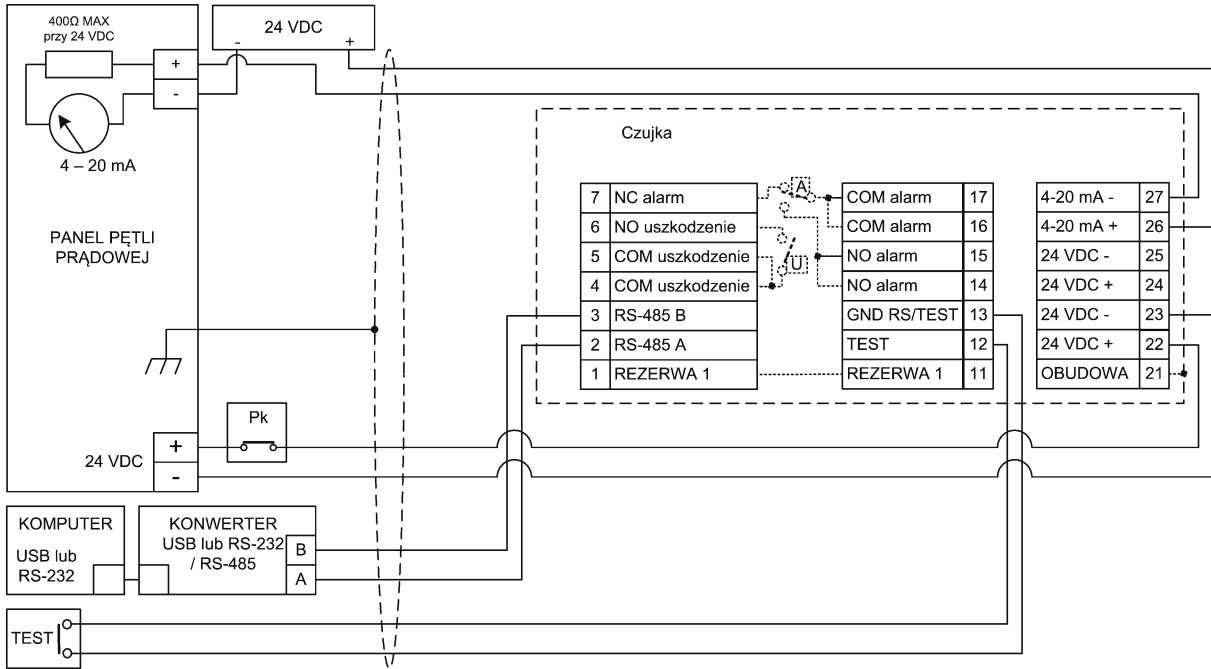 400Ω MAX
przy 24 VDC
+
-
4 – 20 mA
PANEL PĘTLI
PRĄDOWEJ
24 VDC
+
-
24 VDC
-
+
Pk
Czujka
7 NC alarm
6 NO uszkodzenie
5 COM uszkodzenie
4 COM uszkodzenie
3 RS-485 B
2 RS-485 A
1 REZERWA 1
A
U
COM alarm 17
COM alarm 16
NO alarm 15
NO alarm 14
GND RS/TEST 13
TEST 12
REZERWA 1 11
4-20 mA - 27
4-20 mA + 26
24 VDC - 25
24 VDC + 24
24 VDC - 23
24 VDC + 22
OBUDOWA 21
KOMPUTER
USB lub
RS-232
KONWERTER
USB lub RS-232
/ RS-485
B
A
TEST